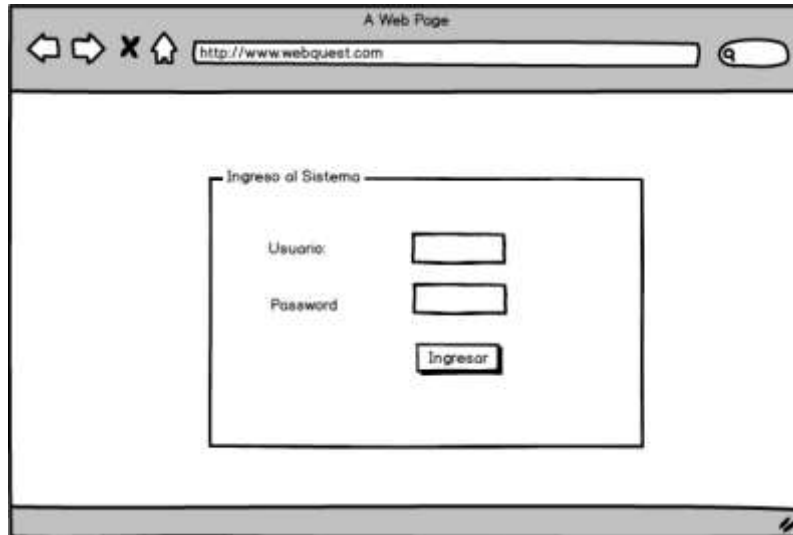 A Web Page
http://www.webquest.com
Ingreso al Sistema
Usuario:
Password
Ingresar